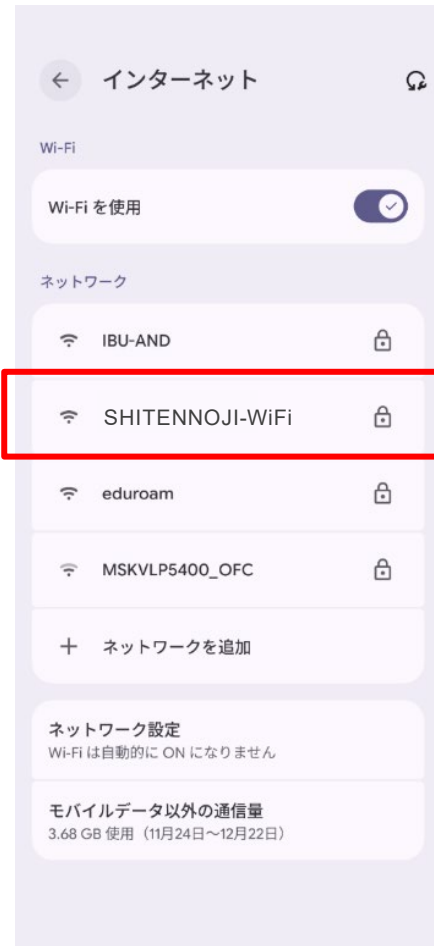 インターネット
Wi-Fi
Wi-Fi を使用
ネットワーク
IBU-AND
SHITENNOJI-WiFi
eduroam
MSKVLP5400_OFC
ネットワークを追加
ネットワーク設定
Wi-Fi は自動的に ON になりません
モバイルデータ以外の通信量
3.68 GB 使用（11月24日～12月22日）